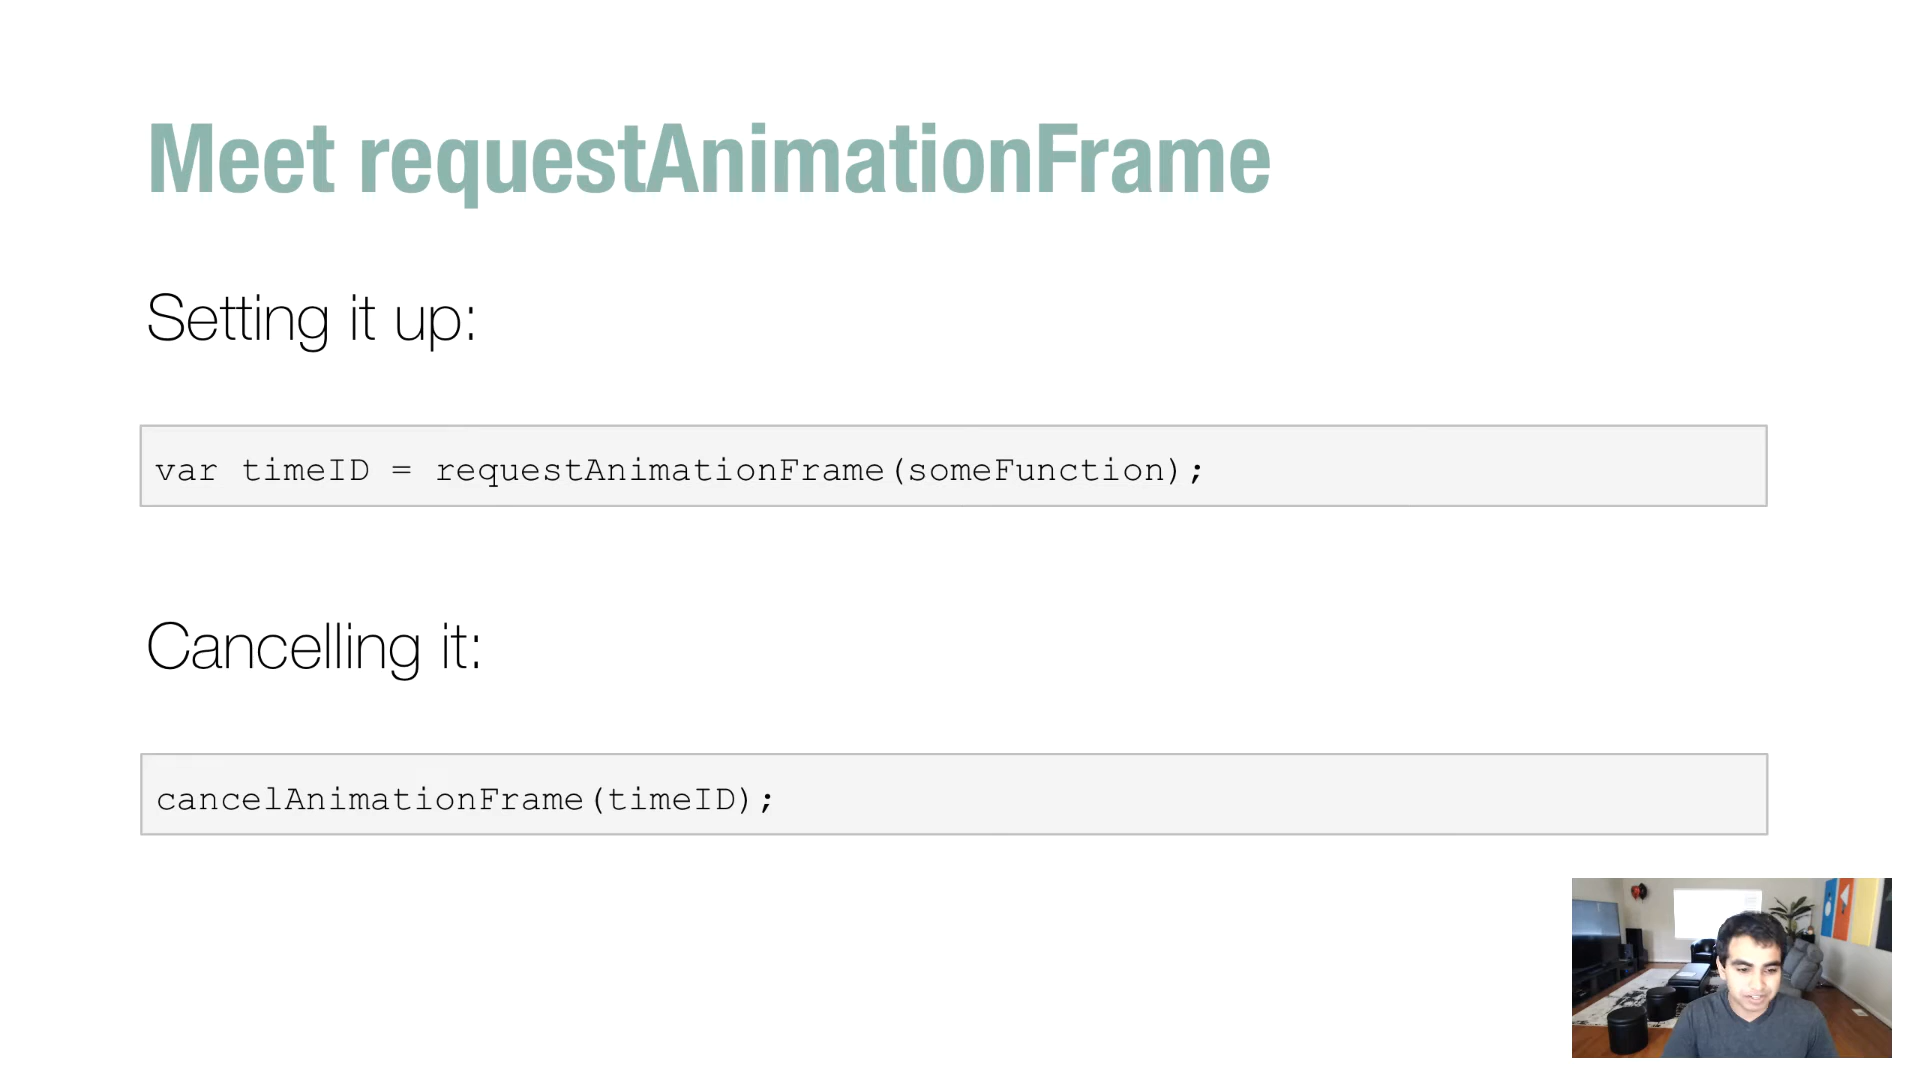 Meet requestAnimationFrame
Setting it up:
var timeID = requestAnimationFrame(someFunction);
Cancelling it:
cancelAnimationFrame(timeID);